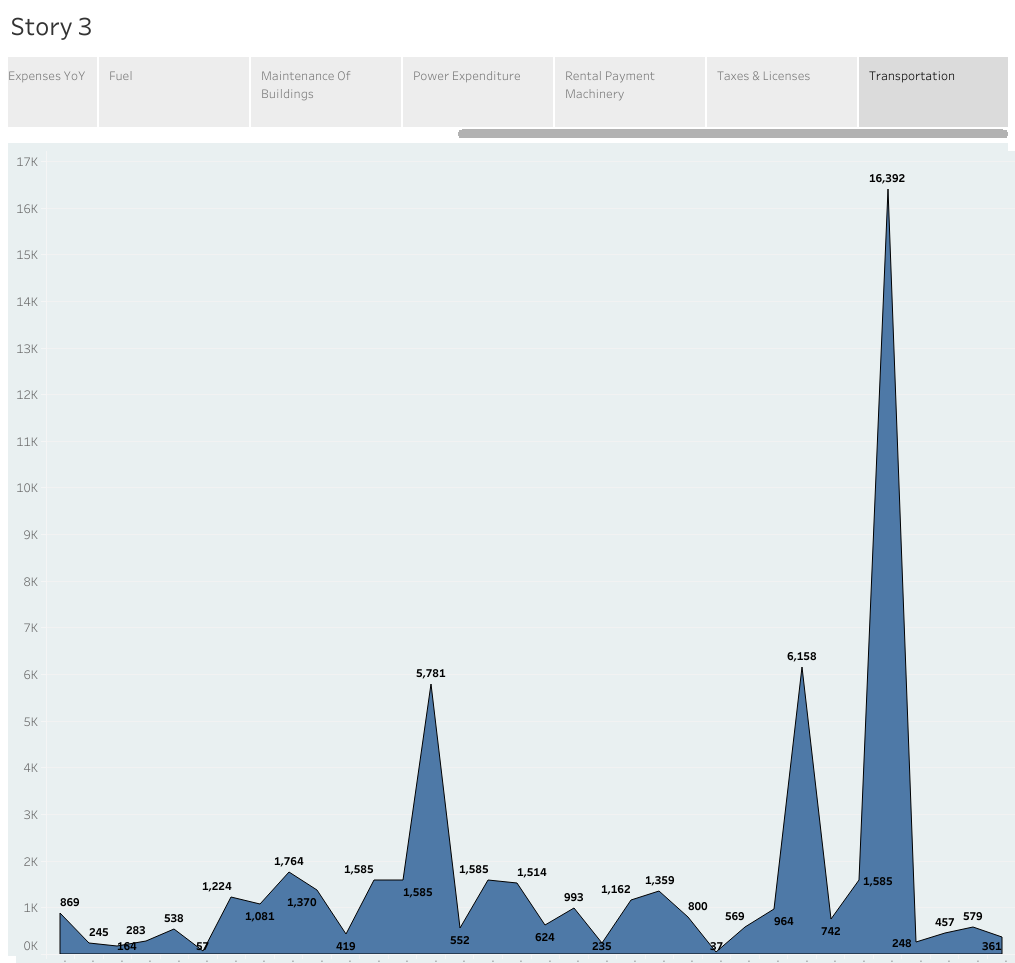 Story 3
Expenses YoY
Fuel
Maintenance Of
Buildings
Power Expenditure
Rental Payment
Machinery
Taxes & Licenses
Transportation
17K
16K
15K
14K
13K
12K
11K
10K
9K
8K
7K
6K
5K
4K
3K
2K
1K
0K
869
245
164
283
538
57
1,224
1,081
1,764
1,370
419
1,585
1,585
5,781
552
1,585
1,514
624
993
235
1,162
1,359
800
37
569
964
6,158
742
1,585
16,392
248
457
579
361